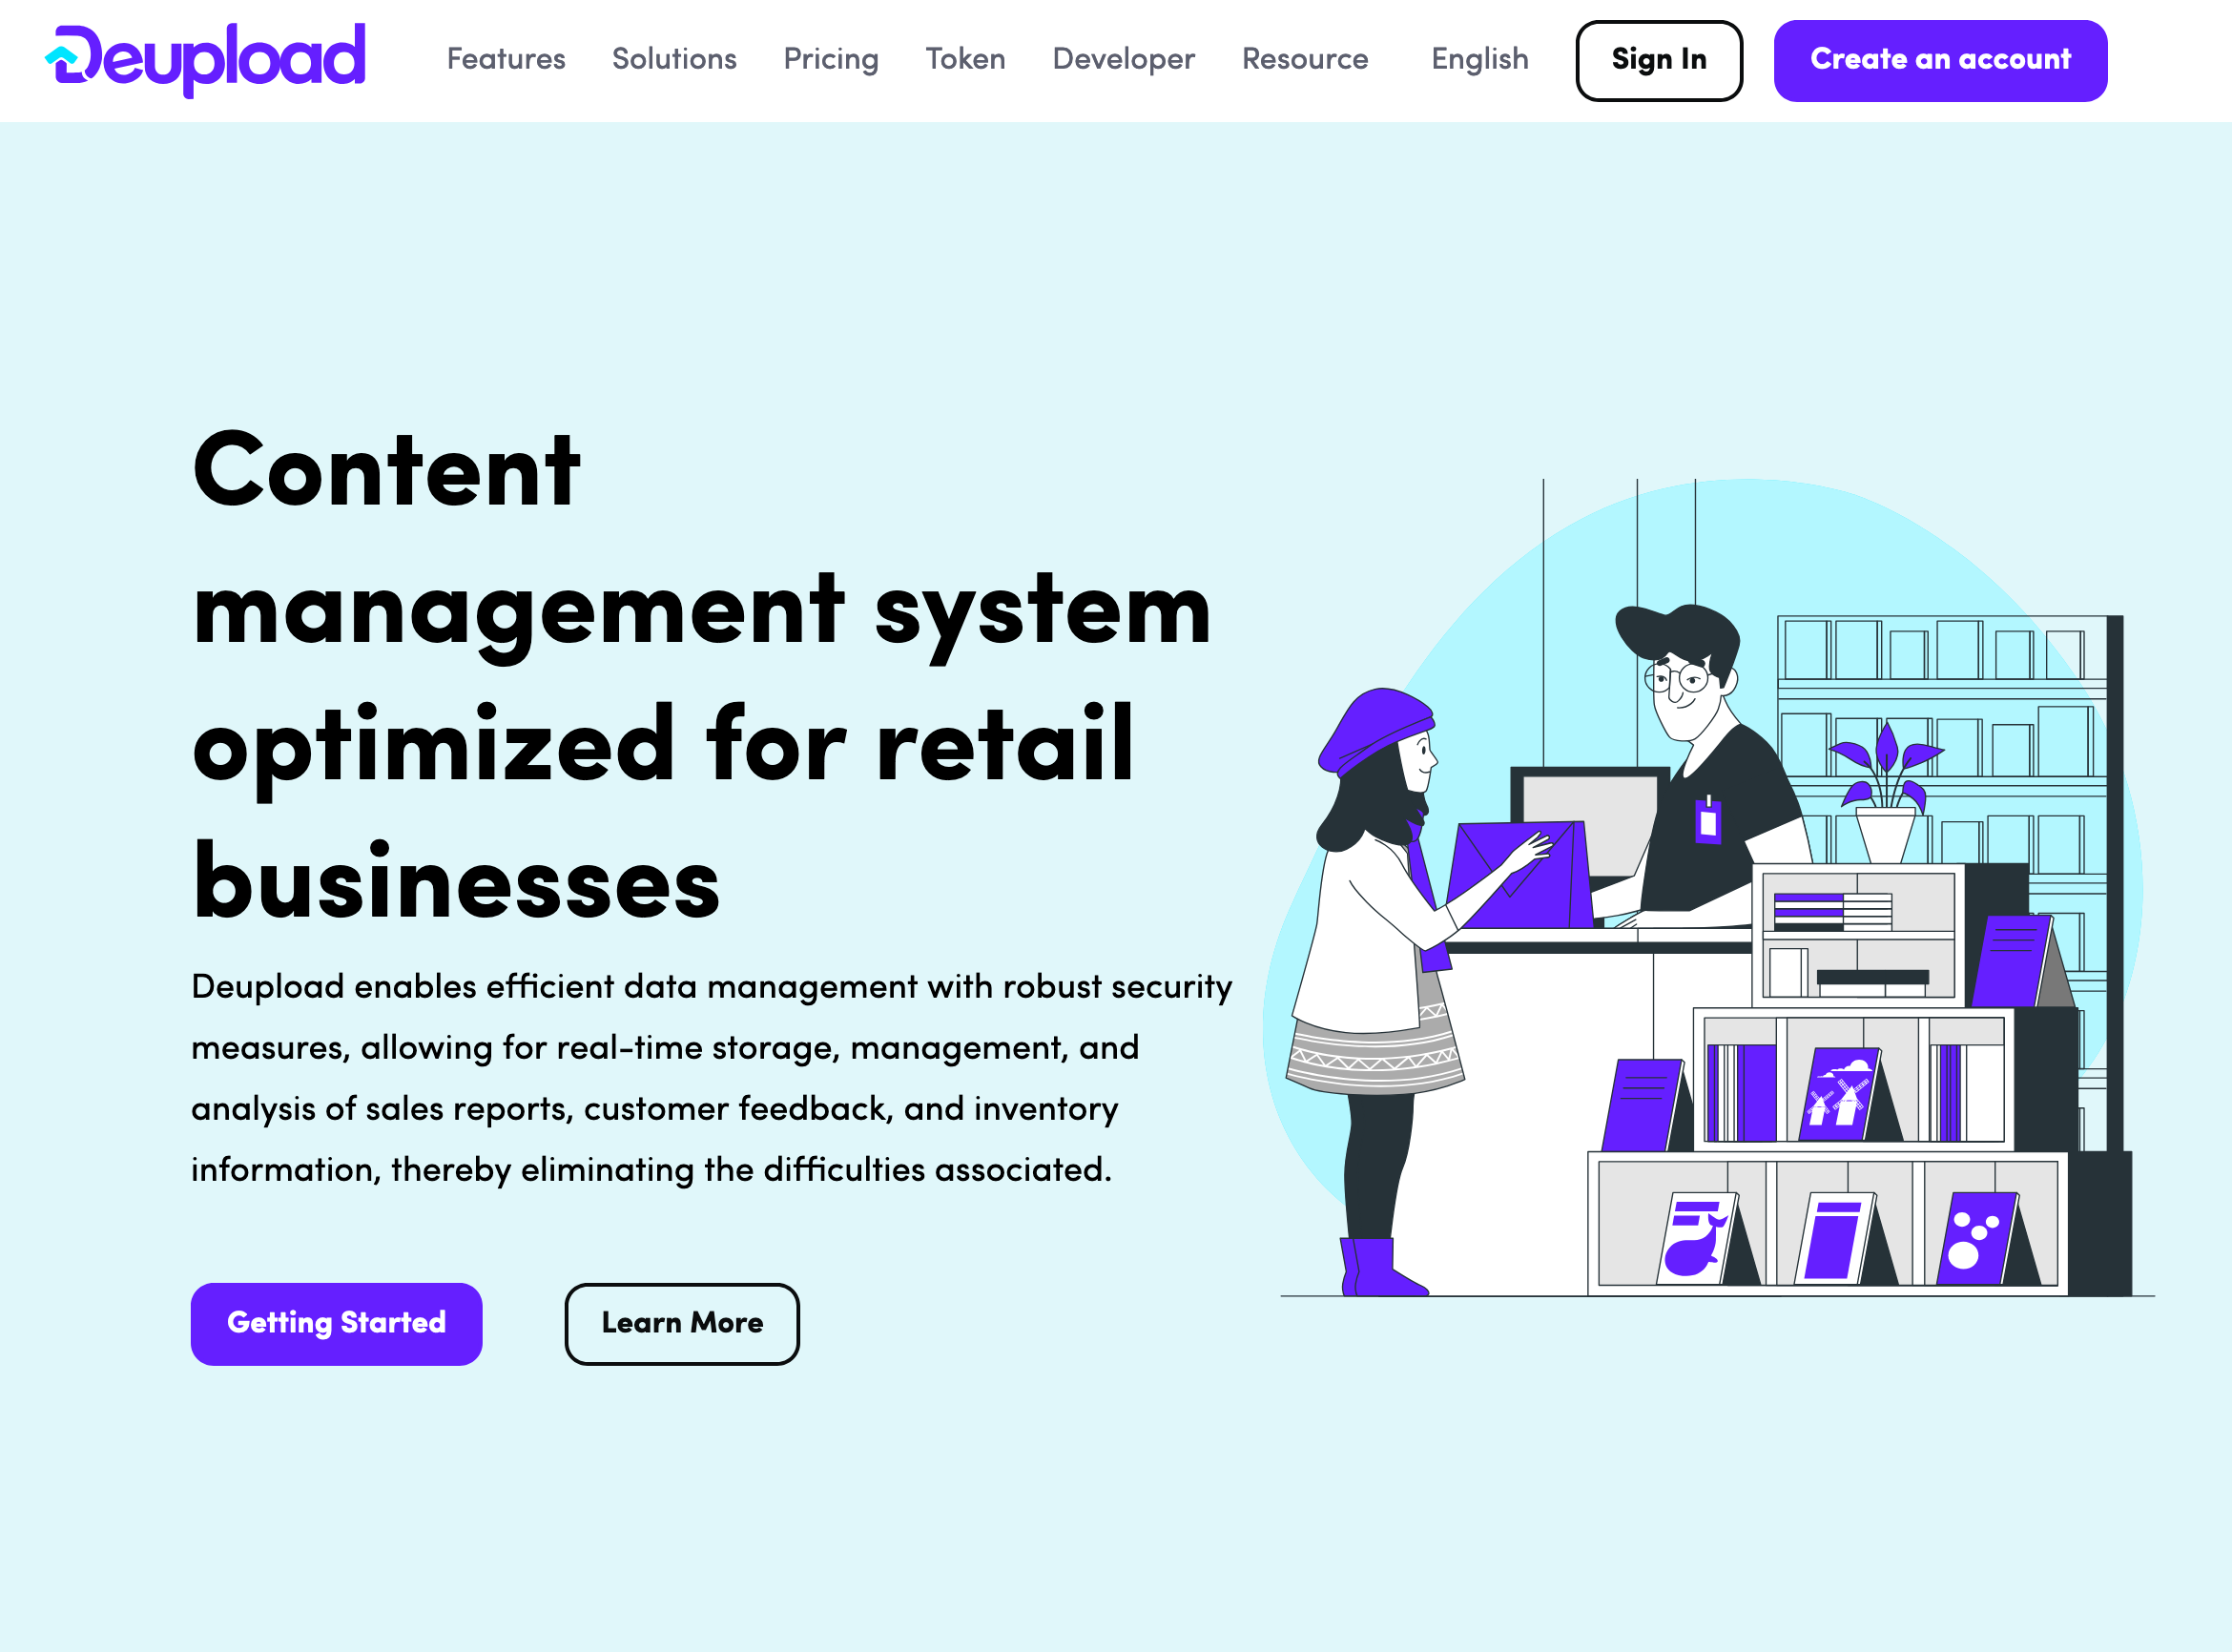 Deupload
Features Solutions Pricing Token Developer Resource English Sign In Create an account
Content
management system
optimized for retail
businesses
Deupload enables efficient data management with robust security
measures, allowing for real-time storage, management, and
analysis of sales reports, customer feedback, and inventory
information, thereby eliminating the difficulties associated.
Getting Started Learn More